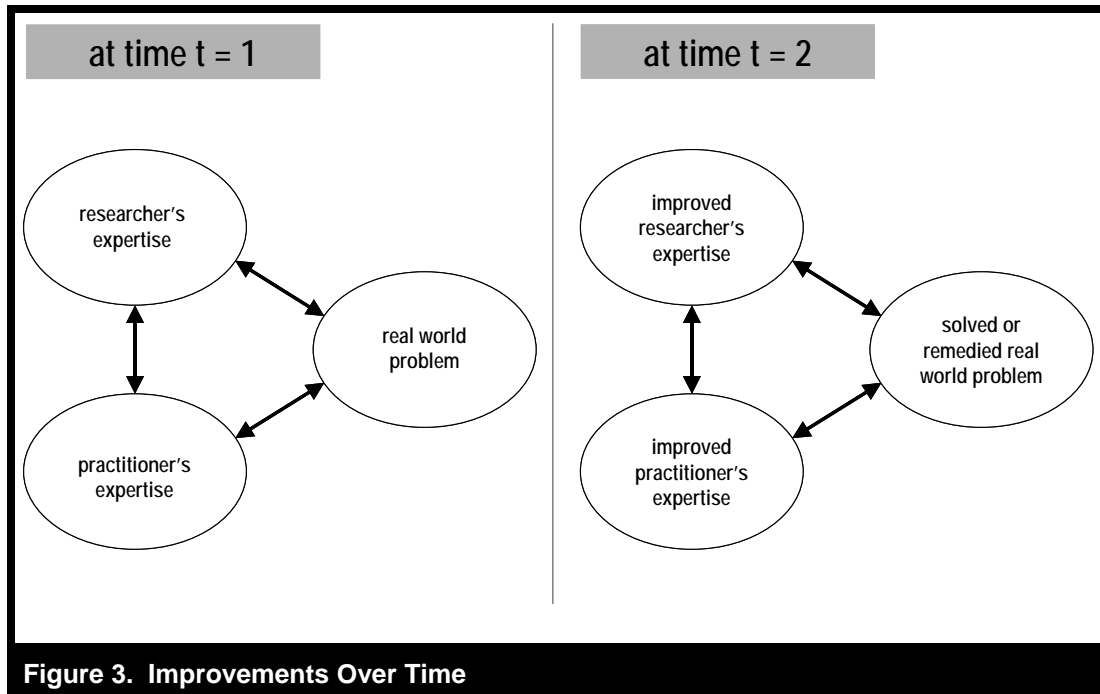 at time t = 1
researcher's
expertise
real world
problem
practitioner's
expertise
at time t = 2
improved
researcher's
expertise
solved or
remedied real
world problem
improved
practitioner's
expertise
Figure 3. Improvements Over Time